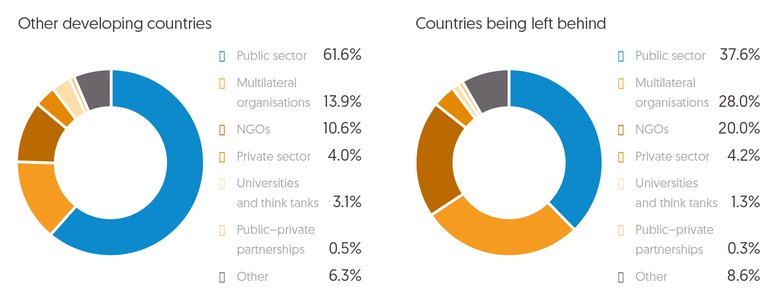 Other developing countries
Public sector 61.6%
Multilateral
organisations 13.9%
NGOs 10.6%
Private sector 4.0%
Universities
and think tanks 3.1%
Public–private
partnerships 0.5%
Other 6.3%
Countries being left behind
Public sector 37.6%
Multilateral
organisations 28.0%
NGOs 20.0%
Private sector 4.2%
Universities
and think tanks 1.3%
Public–private
partnerships 0.3%
Other 8.6%